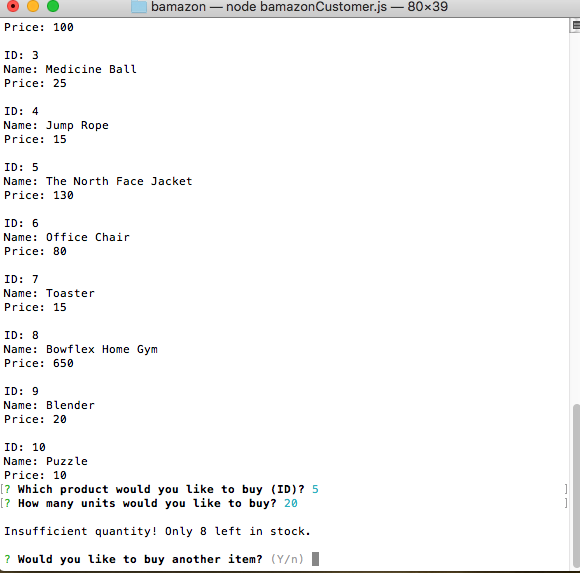 bamazon — node bamazonCustomer.js — 80×39
Price: 100
ID: 3
Name: Medicine Ball
Price: 25
ID: 4
Name: Jump Rope
Price: 15
ID: 5
Name: The North Face Jacket
Price: 130
ID: 6
Name: Office Chair
Price: 80
ID: 7
Name: Toaster
Price: 15
ID: 8
Name: Bowflex Home Gym
Price: 650
ID: 9
Name: Blender
Price: 20
ID: 10
Name: Puzzle
Price: 10
[? Which product would you like to buy (ID)? 5 ]
[? How many units would you like to buy? 20 ]
Insufficient quantity! Only 8 left in stock.
? Would you like to buy another item? (Y/n)